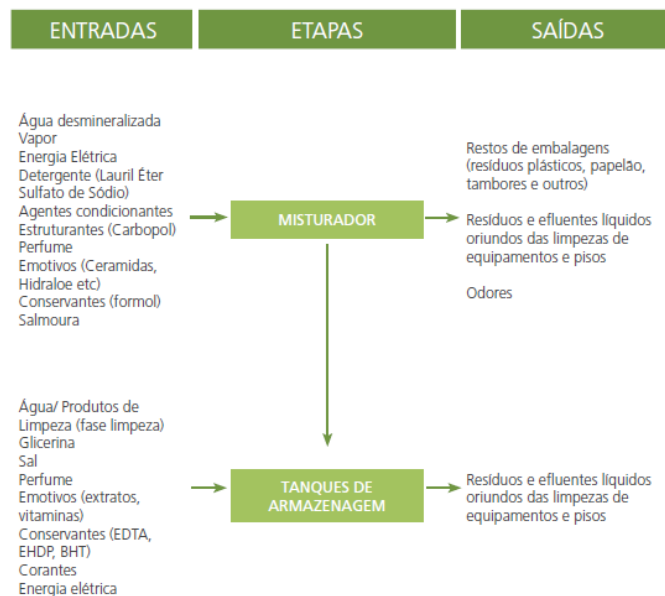 ENTRADAS
ETAPAS
SAÍDAS
Água desmineralizada
Vapor
Energia Elétrica
Detergente (Lauril Éter
Sulfato de Sódio)
Agentes condicionantes
Estruturantes (Carbopol)
Perfume
Emotivos (Ceramidas,
Hidraloe etc)
Conservantes (formol)
Salmoura
MISTURADOR
Restos de embalagens
(resíduos plásticos, papelão,
tambores e outros)
Resíduos e efluentes líquidos
oriundos das limpezas de
equipamentos e pisos
Odores
Água/ Produtos de
Limpeza (fase limpeza)
Glicerina
Sal
Perfume
Emotivos (extratos,
vitaminas)
Conservantes (EDTA,
EHDP, BHT)
Corantes
Energia elétrica
TANQUES DE
ARMAZENAGEM
Resíduos e efluentes líquidos
oriundos das limpezas de
equipamentos e pisos